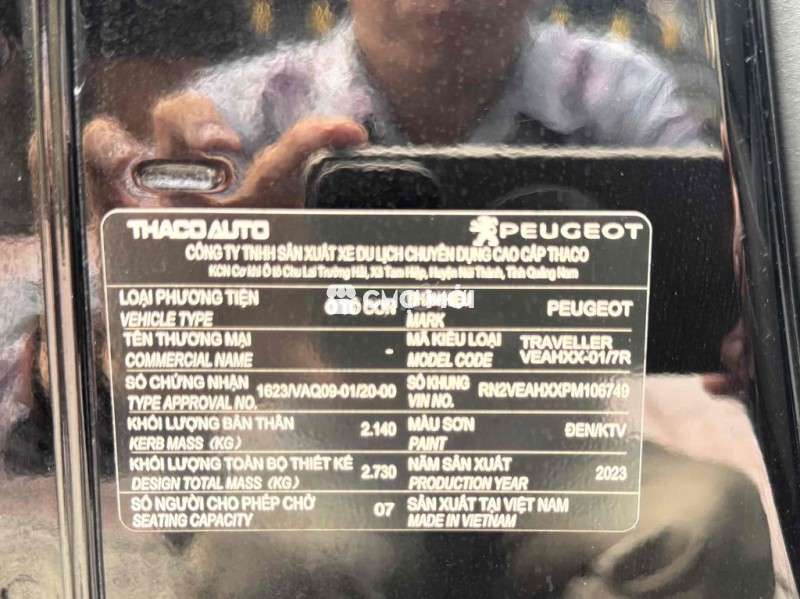 THACO AUTO PEUGEOT
CÔNG TY TNHH SẢN XUẤT XE DU LỊCH CHUYÊN DỤNG CAO CẤP THACO
KCN Cơ khí Ô tô Chu Lai Trường Hải, Xã Tam Hiệp, Huyện Núi Thành, Tỉnh Quảng Nam
LOẠI PHƯƠNG TIỆN ÔTÔ CON PEUGEOT
VEHICLE TYPE MARK
TÊN THƯƠNG MẠI - MÃ KIỂU LOẠI TRAVELLER
COMMERCIAL NAME MODEL CODE VEAHXX-01/7R
SỐ CHỨNG NHẬN 1623/VAQ09-01/20-00 SỐ KHUNG RN2VEAHXXPM106749
TYPE APPROVAL NO. VIN NO.
KHỐI LƯỢNG BẢN THÂN 2.140 MÀU SƠN ĐEN/KTV
KERB MASS (KG) PAINT
KHỐI LƯỢNG TOÀN BỘ THIẾT KẾ 2.730 NĂM SẢN XUẤT 2023
DESIGN TOTAL MASS (KG) PRODUCTION YEAR
SỐ NGƯỜI CHO PHÉP CHỞ 07 SẢN XUẤT TẠI VIỆT NAM
SEATING CAPACITY MADE IN VIETNAM